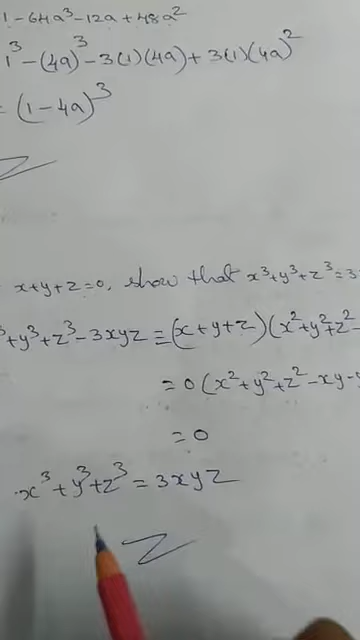 1 - 64a³ - 12a + 48a²
1³ - (4a)³ - 3(1)(4a) + 3(1)(4a)²
= (1 - 4a)³
x+y+z=0, show that x³+y³+z³=3
³+y³+z³ - 3xyz = (x+y+z)(x²+y²+z²-
= 0(x²+y²+z²-xy-
= 0
x³+y³+z³ = 3xyz